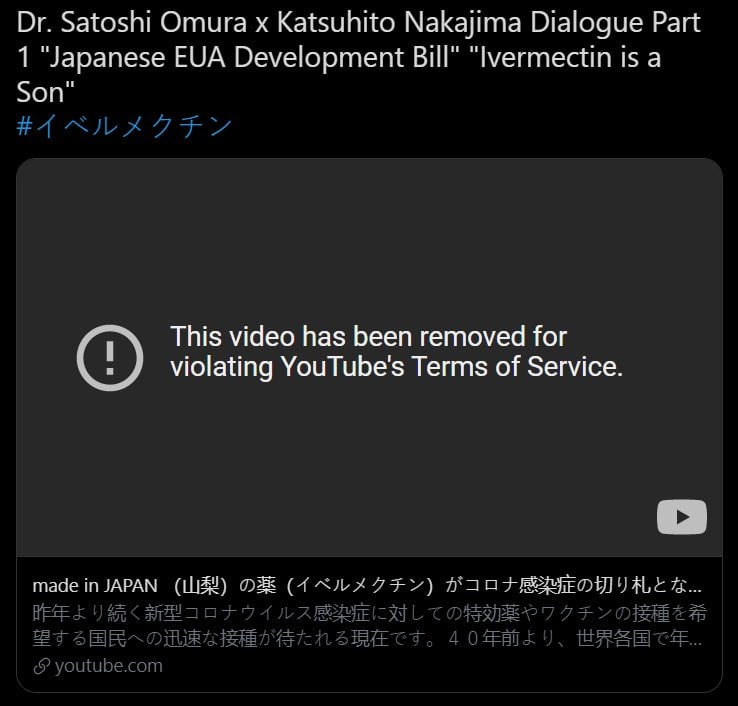 Dr. Satoshi Omura x Katsuhito Nakajima Dialogue Part
1 "Japanese EUA Development Bill" "Ivermectin is a
Son"
#イベルメクチン
This video has been removed for
violating YouTube's Terms of Service.
made in JAPAN （山梨）の薬（イベルメクチン）がコロナ感染症の切り札とな...
昨年より続く新型コロナウイルス感染症に対しての特効薬やワクチンの接種を希
望する国民への迅速な接種が待たれる現在です。４０年前より、世界各国で年...
youtube.com